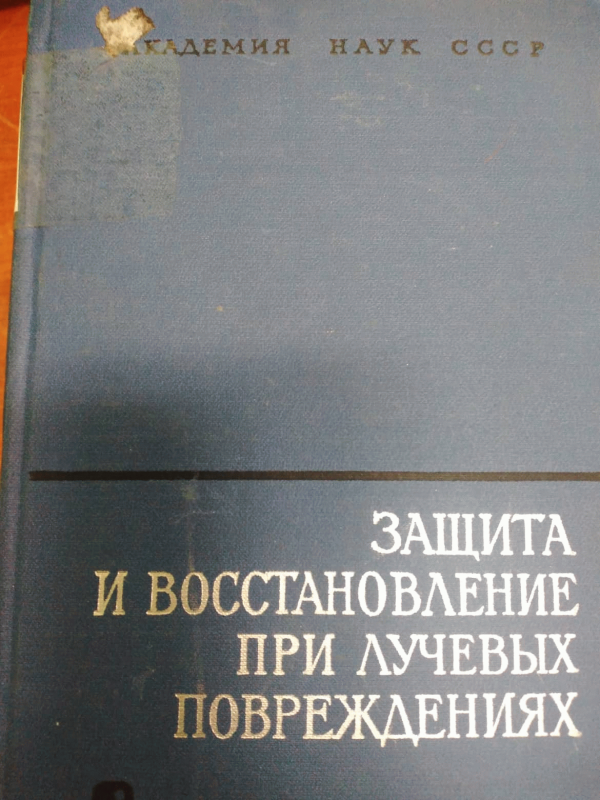 АКАДЕМИЯ НАУК СССР
ЗАЩИТА
И ВОССТАНОВЛЕНИЕ
ПРИ ЛУЧЕВЫХ
ПОВРЕЖДЕНИЯХ